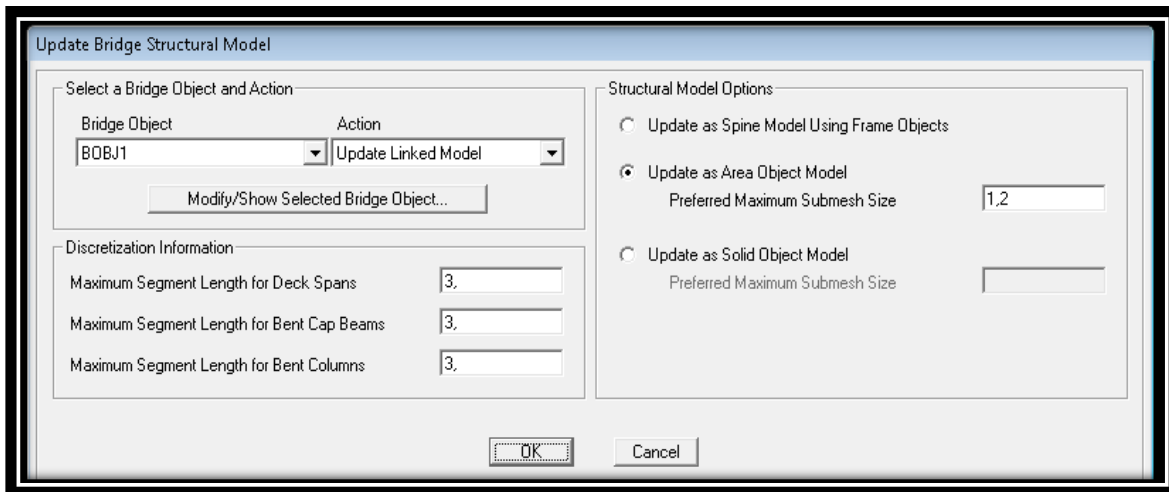 Update Bridge Structural Model
Select a Bridge Object and Action
Bridge Object
Action
BOBJ1
Update Linked Model
Modify/Show Selected Bridge Object...
Discretization Information
Maximum Segment Length for Deck Spans
3,
Maximum Segment Length for Bent Cap Beams
3,
Maximum Segment Length for Bent Columns
3,
Structural Model Options
Update as Spine Model Using Frame Objects
Update as Area Object Model
Preferred Maximum Submesh Size
1,2
Update as Solid Object Model
Preferred Maximum Submesh Size
OK
Cancel